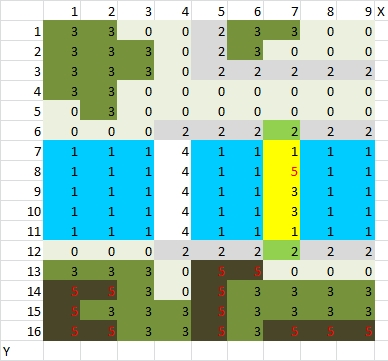 1 2 3 4 5 6 7 8 9 X
1 3 3 0 0 2 3 3 0 0
2 3 3 3 0 2 3 0 0 0
3 3 3 3 0 2 2 2 2 2
4 3 3 0 0 0 0 0 0 0
5 0 3 0 0 0 0 0 0 0
6 0 0 0 2 2 2 2 2 2
7 1 1 1 4 1 1 1 1 1
8 1 1 1 4 1 1 5 1 1
9 1 1 1 4 1 1 3 1 1
10 1 1 1 4 1 1 3 1 1
11 1 1 1 4 1 1 1 1 1
12 0 0 0 2 2 2 2 2 2
13 3 3 3 0 5 5 0 0 0
14 5 5 3 0 5 3 3 3 3
15 5 3 3 3 5 3 3 3 3
16 5 5 3 3 5 3 5 5 5
Y